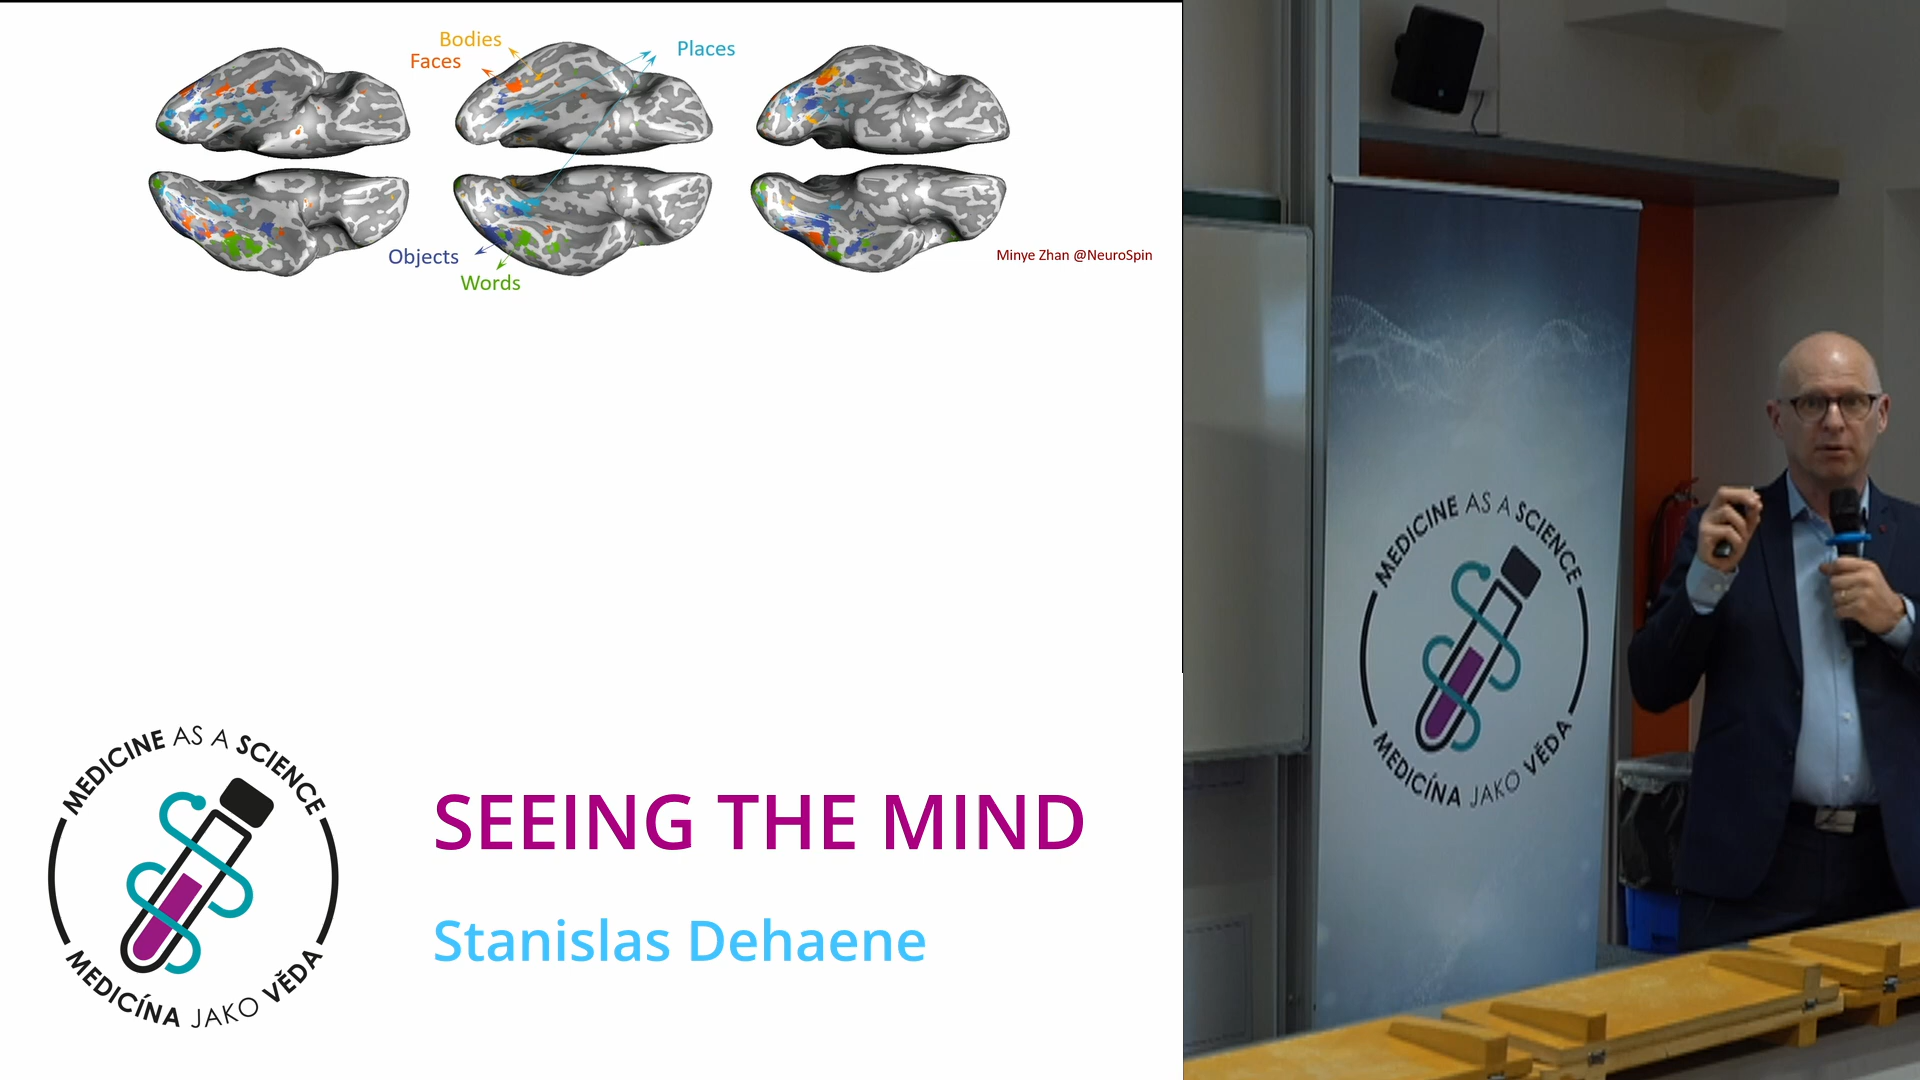 Bodies
Faces
Places
Objects
Words
Minye Zhan @NeuroSpin
MEDICINE AS A SCIENCE
MEDICÍNA JAKO VĚDA
SEEING THE MIND
Stanislas Dehaene
MEDICINE AS A SCIENCE
MEDICÍNA JAKO VĚDA